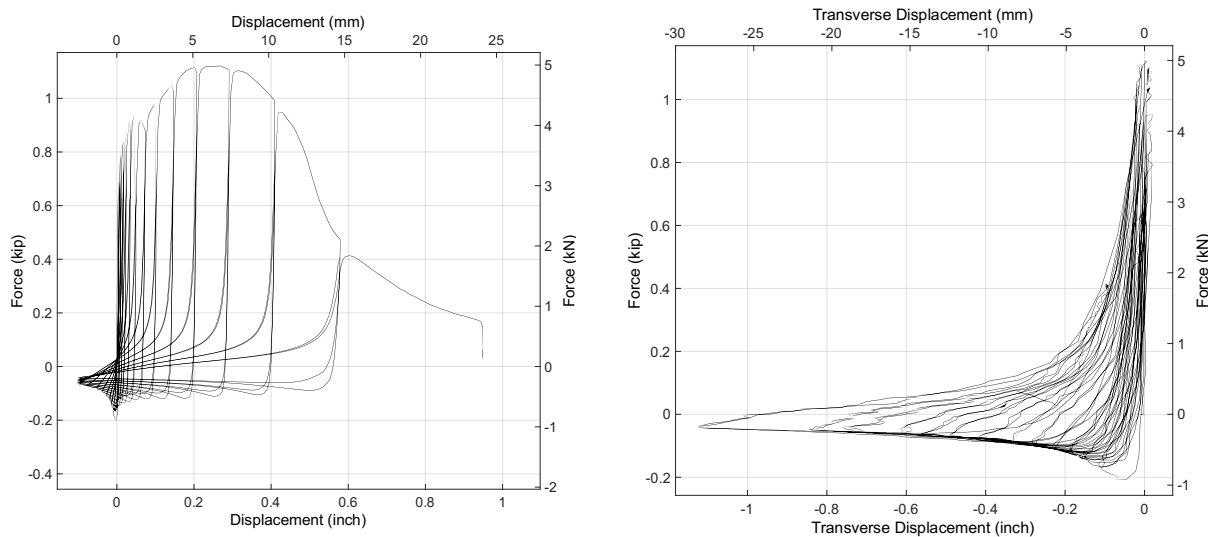 Displacement (mm)
0 5 10 15 20 25
Force (kip)
1
0.8
0.6
0.4
0.2
0
-0.2
-0.4
5
4
3
2
1
0
-1
-2
Force (kN)
0 0.2 0.4 0.6 0.8 1
Displacement (inch)
Transverse Displacement (mm)
-30 -25 -20 -15 -10 -5 0
Force (kip)
1
0.8
0.6
0.4
0.2
0
-0.2
5
4
3
2
1
0
-1
Force (kN)
-1 -0.8 -0.6 -0.4 -0.2 0
Transverse Displacement (inch)